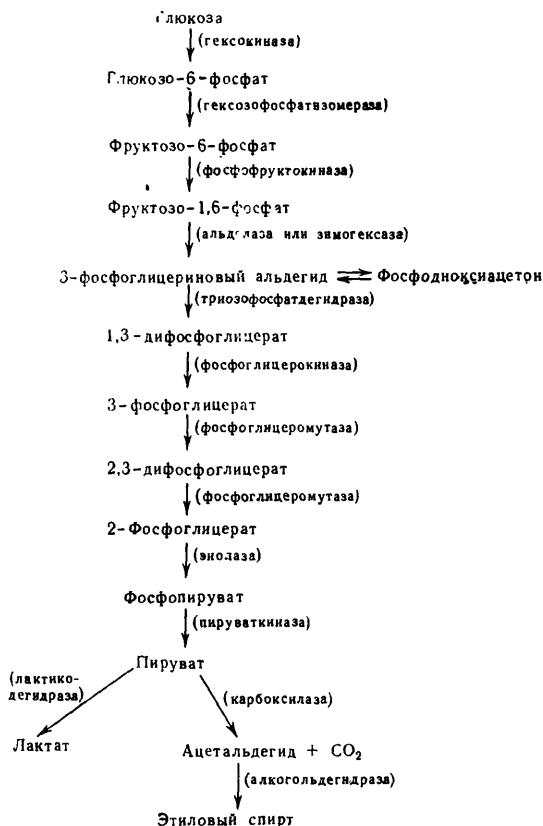 Глюкоза
(гексокиназа)
Глюкозо-6-фосфат
(гексозофосфатизомераза)
Фруктозо-6-фосфат
(фосфофруктокиназа)
Фруктозо-1,6-фосфат
(альдолаза или зимогексаза)
3-фосфоглицериновый альдегид ⇌ Фосфодиоксиацетон
(триозофосфатдегидраза)
1,3-дифосфоглицерат
(фосфоглицерокиназа)
3-фосфоглицерат
(фосфоглицеромутаза)
2,3-дифосфоглицерат
(фосфоглицеромутаза)
2-Фосфоглицерат
(энолаза)
Фосфопируват
(пируваткиназа)
Пируват
(лактико-
дегидраза)
(карбоксилаза)
Лактат
Ацетальдегид + CO₂
(алкогольдегидраза)
Этиловый спирт